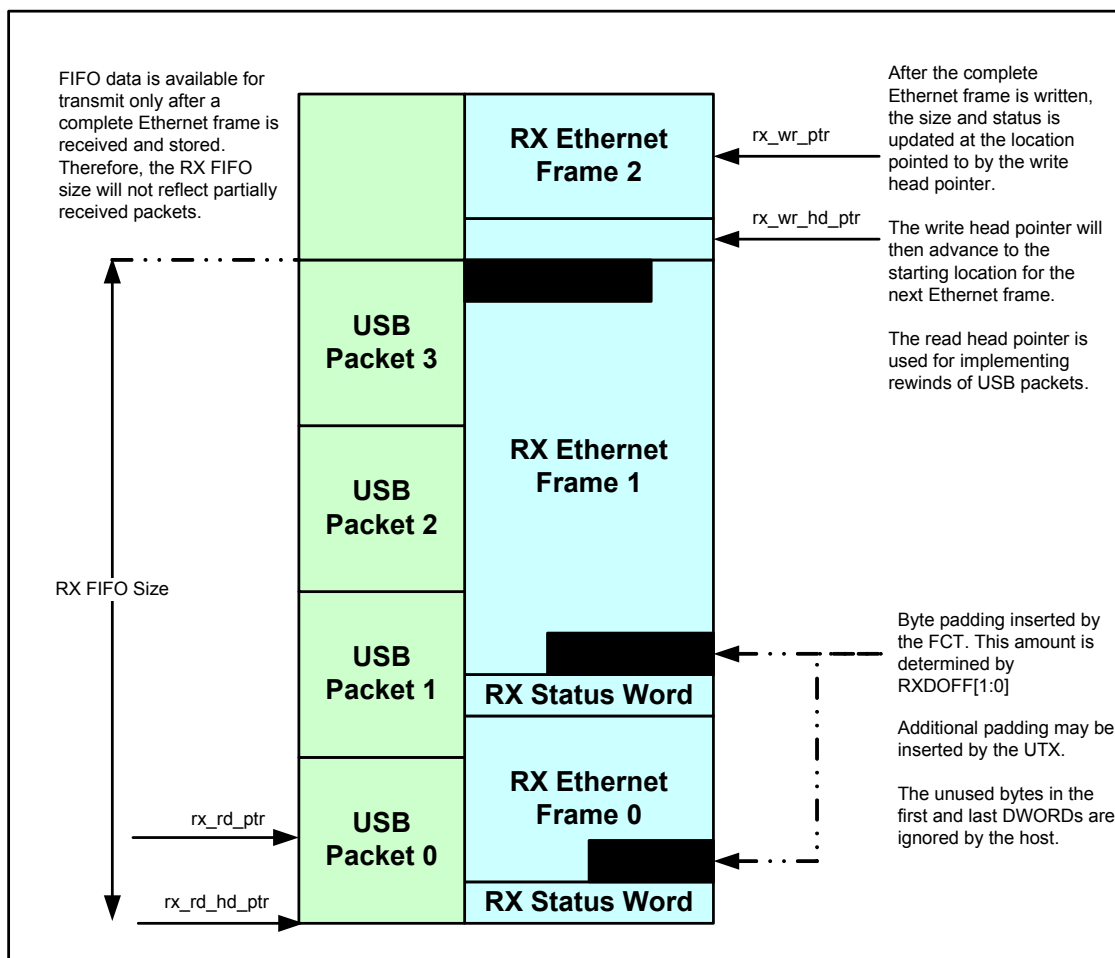 FIFO data is available for
transmit only after a
complete Ethernet frame is
received and stored.
Therefore, the RX FIFO
size will not reflect partially
received packets.
RX Ethernet
Frame 2
rx_wr_ptr
After the complete
Ethernet frame is written,
the size and status is
updated at the location
pointed to by the write
head pointer.
rx_wr_hd_ptr
The write head pointer will
then advance to the
starting location for the
next Ethernet frame.
The read head pointer is
used for implementing
rewinds of USB packets.
USB
Packet 3
RX Ethernet
Frame 1
USB
Packet 2
RX FIFO Size
USB
Packet 1
RX Status Word
Byte padding inserted by
the FCT. This amount is
determined by
RXDOFF[1:0]
Additional padding may be
inserted by the UTX.
The unused bytes in the
first and last DWORDs are
ignored by the host.
RX Ethernet
Frame 0
rx_rd_ptr
USB
Packet 0
rx_rd_hd_ptr
RX Status Word